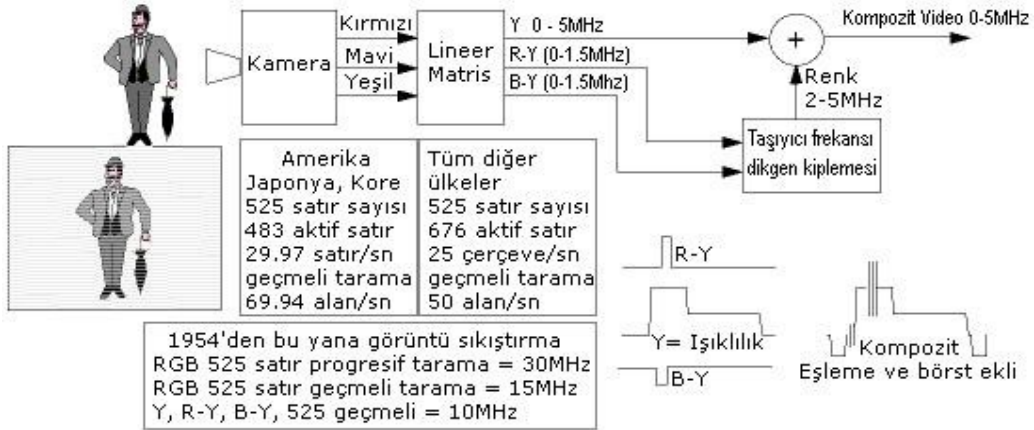 Kamera
Kırmızı
Mavi
Yeşil
Lineer
Matris
Y 0 - 5MHz
R-Y (0-1.5MHz)
B-Y (0-1.5Mhz)
+
Kompozit Video 0-5MHz
Renk
2-5MHz
Taşıyıcı frekansı
dikgen kiplemesi
Amerika
Japonya, Kore
525 satır sayısı
483 aktif satır
29.97 satır/sn
geçmeli tarama
69.94 alan/sn
Tüm diğer
ülkeler
525 satır sayısı
676 aktif satır
25 çerçeve/sn
geçmeli tarama
50 alan/sn
R-Y
Y= Işıklılık
B-Y
Kompozit
Eşleme ve börst ekli
1954'den bu yana görüntü sıkıştırma
RGB 525 satır progresif tarama = 30MHz
RGB 525 satır geçmeli tarama = 15MHz
Y, R-Y, B-Y, 525 geçmeli = 10MHz